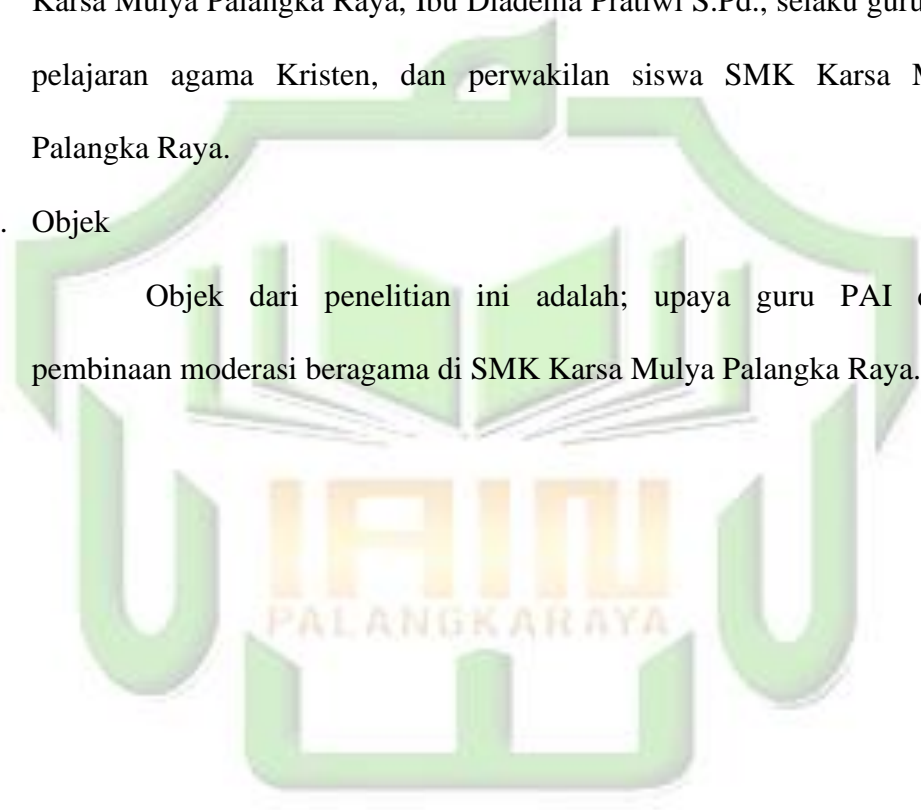 Karsa Mulya Palangka Raya, Ibu Diadema Pratiwi S.Pd., selaku guru
pelajaran agama Kristen, dan perwakilan siswa SMK Karsa
Palangka Raya.
. Objek
Objek dari penelitian ini adalah; upaya guru PAI
pembinaan moderasi beragama di SMK Karsa Mulya Palangka Raya.
IAIN
PALANGKARAYA